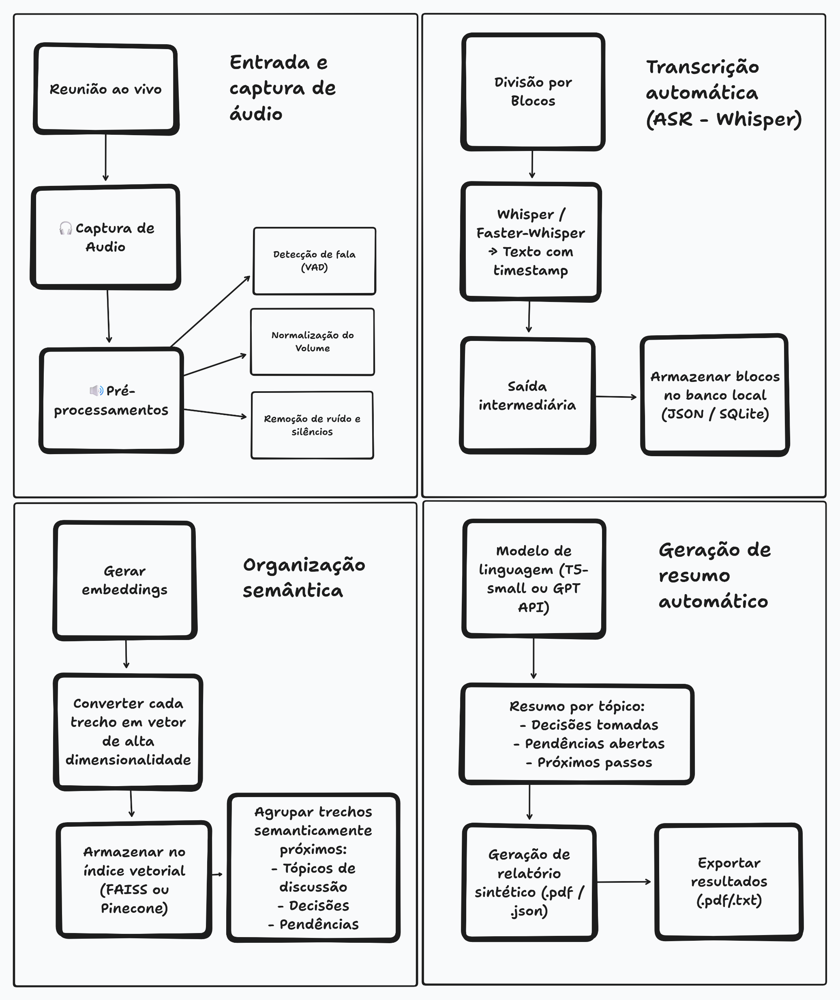 Entrada e
captura de
áudio
Reunião ao vivo
🎧 Captura de
Audio
🔊 Pré-
processamentos
Detecção de fala
(VAD)
Normalização do
Volume
Remoção de ruído e
silêncios
Transcrição
automática
(ASR - Whisper)
Divisão por
Blocos
Whisper /
Faster-Whisper
→ Texto com
timestamp
Saída
intermediária
Armazenar blocos
no banco local
(JSON / SQLite)
Organização
semântica
Gerar
embeddings
Converter cada
trecho em vetor
de alta
dimensionalidade
Armazenar no
índice vetorial
(FAISS ou
Pinecone)
Agrupar trechos
semanticamente
próximos:
- Tópicos de
discussão
- Decisões
- Pendências
Geração de
resumo
automático
Modelo de
linguagem (T5-
small ou GPT
API)
Resumo por tópico:
- Decisões tomadas
- Pendências abertas
- Próximos passos
Geração de
relatório
sintético (.pdf /
.json)
Exportar
resultados
(.pdf/.txt)